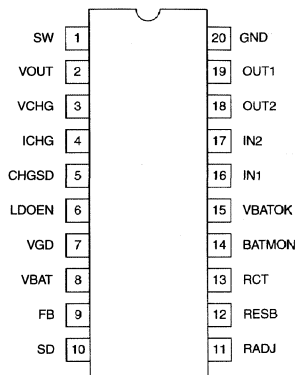 SW 1 20 GND
VOUT 2 19 OUT1
VCHG 3 18 OUT2
ICHG 4 17 IN2
CHGSD 5 16 IN1
LDOEN 6 15 VBATOK
VGD 7 14 BATMON
VBAT 8 13 RCT
FB 9 12 RESB
SD 10 11 RADJ